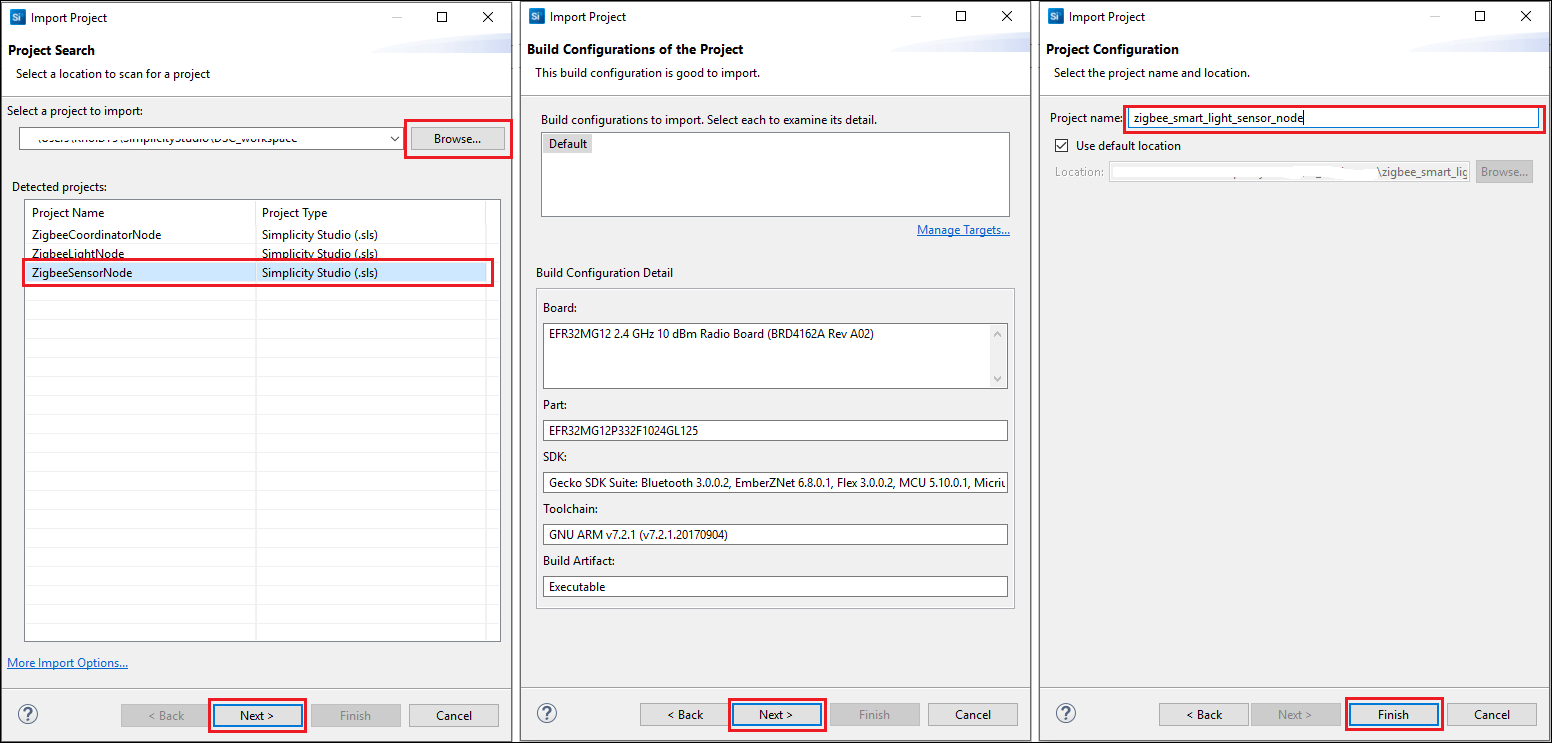 Import Project
Project Search
Select a location to scan for a project
Select a project to import:
Browse...
Detected projects:
Project Name Project Type
ZigbeeCoordinatorNode Simplicity Studio (.sls)
ZigbeeLightNode Simplicity Studio (.sls)
ZigbeeSensorNode Simplicity Studio (.sls)
More Import Options...
? < Back Next > Finish Cancel
Import Project
Build Configurations of the Project
This build configuration is good to import.
Build configurations to import. Select each to examine its detail.
Default
Manage Targets...
Build Configuration Detail
Board:
EFR32MG12 2.4 GHz 10 dBm Radio Board (BRD4162A Rev A02)
Part:
EFR32MG12P332F1024GL125
SDK:
Gecko SDK Suite: Bluetooth 3.0.0.2, EmberZNet 6.8.0.1, Flex 3.0.0.2, MCU 5.10.0.1, Micriu
Toolchain:
GNU ARM v7.2.1 (v7.2.1.20170904)
Build Artifact:
Executable
? < Back Next > Finish Cancel
Import Project
Project Configuration
Select the project name and location.
Project name: zigbee_smart_light_sensor_node
Use default location
Location: \zigbee_smart_lig Browse...
? < Back Next > Finish Cancel